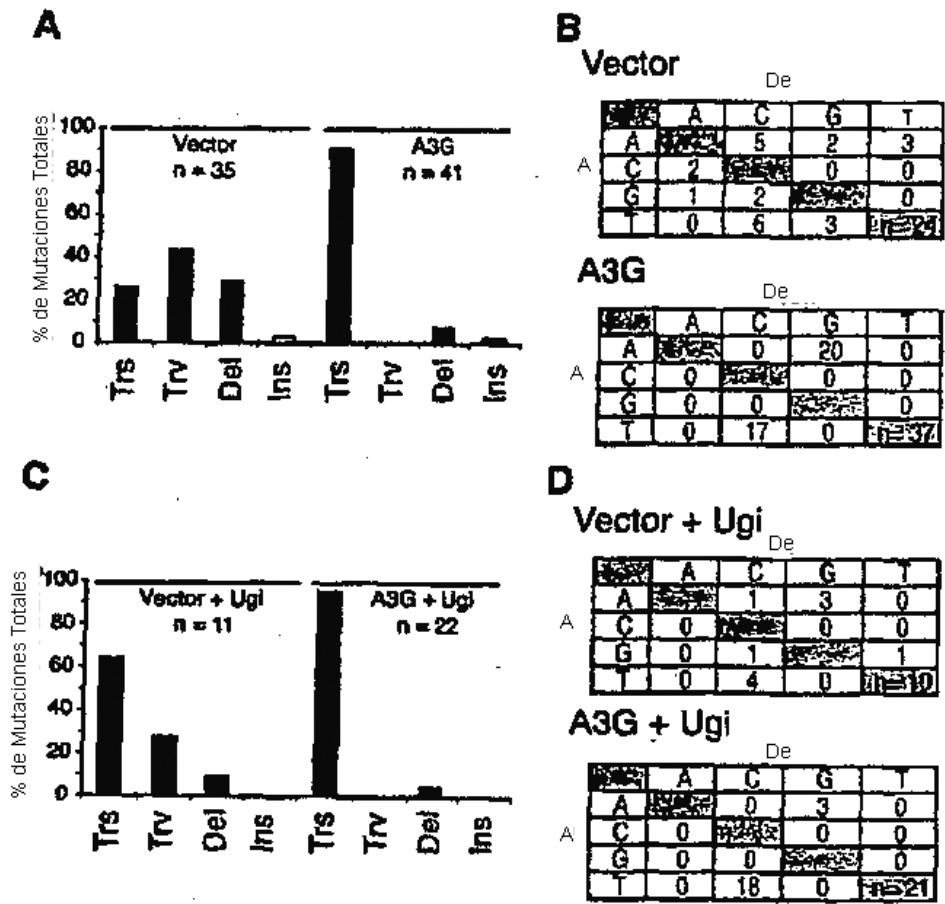 A
% de Mutaciones Totales
100
80
60
40
20
0
Vector
n = 35
A3G
n = 41
Trs
Trv
Del
Ins
Trs
Trv
Del
Ins
B
Vector
De
A
A C G T
A 5 2 3
C 2 0 0
G 1 2 0
T 0 6 3 n=24
A3G
De
A
A C G T
A 0 20 0
C 0 0 0
G 0 0 0
T 0 17 0 n=37
C
% de Mutaciones Totales
100
80
60
40
20
0
Vector + Ugi
n = 11
A3G + Ugi
n = 22
Trs
Trv
Del
Ins
Trs
Trv
Del
Ins
D
Vector + Ugi
De
A
A C G T
A 1 3 0
C 0 0 0
G 0 1 1
T 0 4 0 n=10
A3G + Ugi
De
A
A C G T
A 0 3 0
C 0 0 0
G 0 0 0
T 0 18 0 n=21